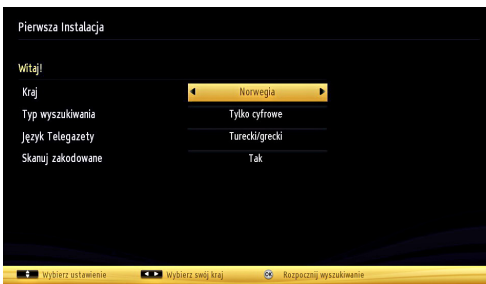 Pierwsza Instalacja
Witaj!
Kraj Norwegia
Typ wyszukiwania Tylko cyfrowe
Język Telegazety Turecki/grecki
Skanuj zakodowane Tak
Wybierz ustawienie Wybierz swój kraj OK Rozpocznij wyszukiwanie